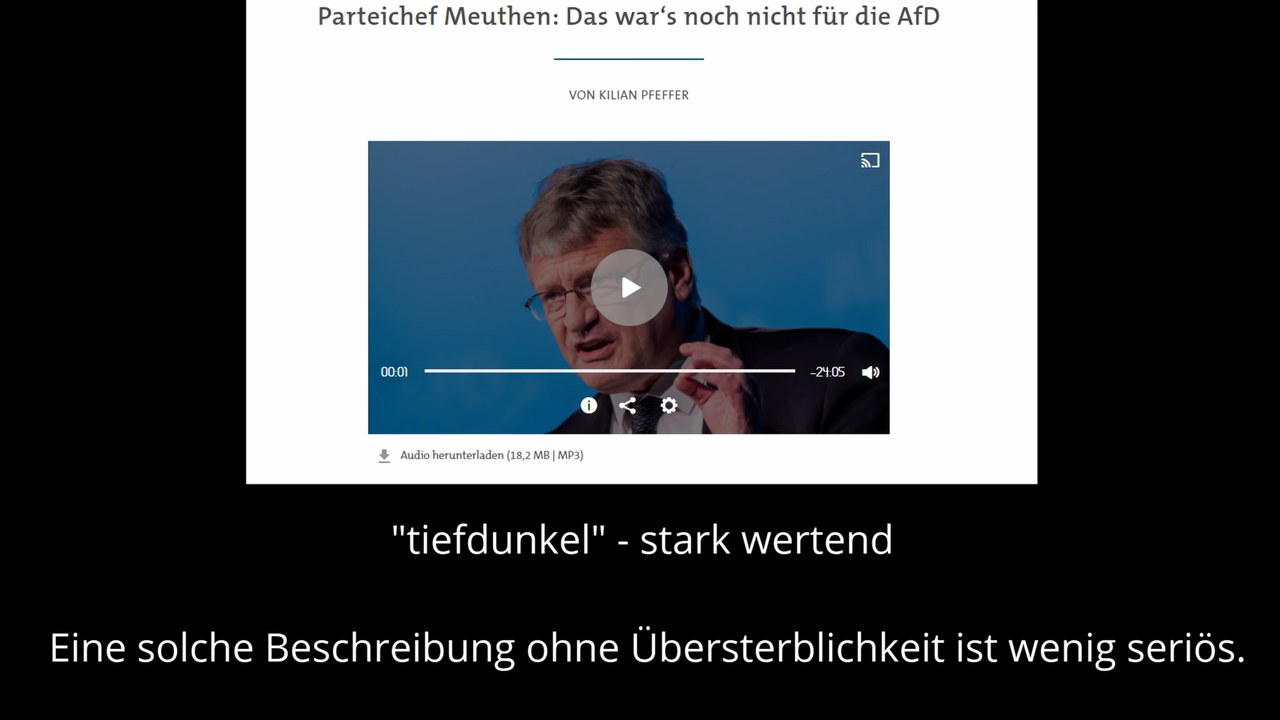 Parteichef Meuthen: Das war‘s noch nicht für die AfD
VON KILIAN PFEFFER
00:01
-24:05
Audio herunterladen (18,2 MB | MP3)
"tiefdunkel" - stark wertend
Eine solche Beschreibung ohne Übersterblichkeit ist wenig seriös.